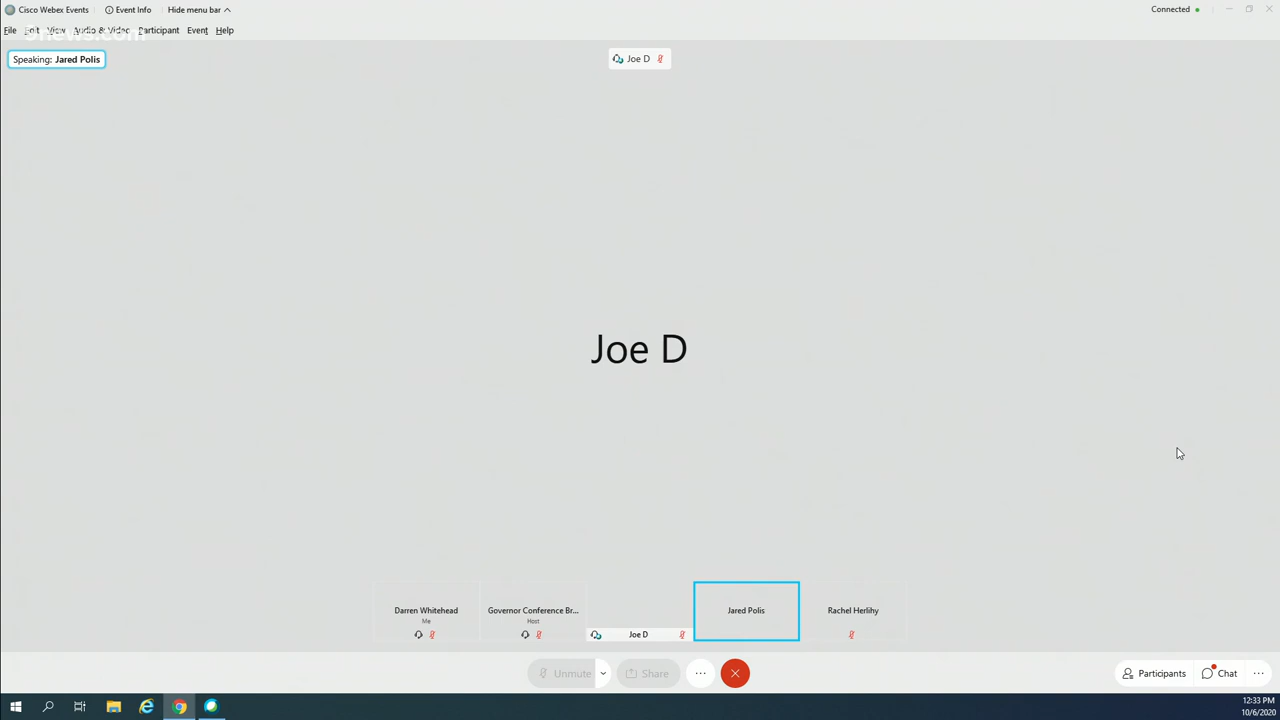 Cisco Webex Events
Event Info
Hide menu bar
Connected
File Edit View Audio & Video Participant Event Help
9news.com
Speaking: Jared Polis
Joe D
Joe D
Darren Whitehead
Me
Governor Conference Br...
Host
Joe D
Jared Polis
Rachel Herlihy
Unmute
Share
Participants
Chat
12:33 PM
10/6/2020